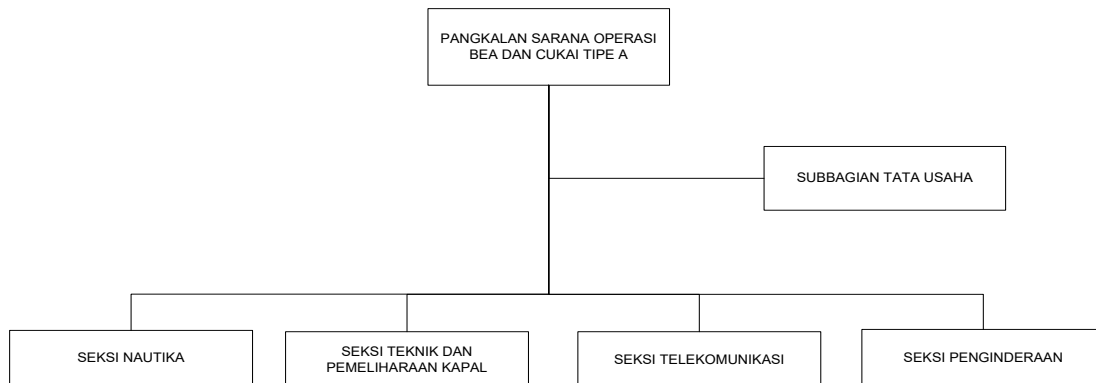 PANGKALAN SARANA OPERASI
BEA DAN CUKAI TIPE A
SUBBAGIAN TATA USAHA
SEKSI NAUTIKA
SEKSI TEKNIK DAN
PEMELIHARAAN KAPAL
SEKSI TELEKOMUNIKASI
SEKSI PENGINDERAAN